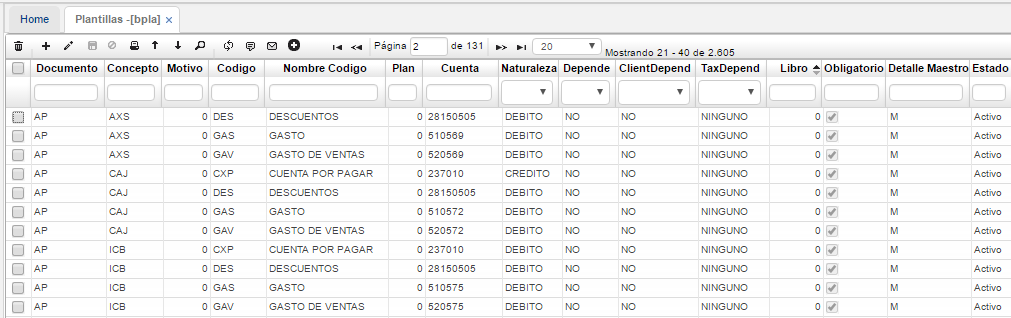 Home Plantillas -[bpla] ×
Página 2 de 131 20 Mostrando 21 - 40 de 2.605
Documento Concepto Motivo Codigo Nombre Codigo Plan Cuenta Naturaleza Depende ClientDepend TaxDepend Libro Obligatorio Detalle Maestro Estado
AP AXS 0 DES DESCUENTOS 0 28150505 DEBITO NO NO NINGUNO 0 M Activo
AP AXS 0 GAS GASTO 0 510569 DEBITO NO NO NINGUNO 0 M Activo
AP AXS 0 GAV GASTO DE VENTAS 0 520569 DEBITO NO NO NINGUNO 0 M Activo
AP CAJ 0 CXP CUENTA POR PAGAR 0 237010 CREDITO NO NO NINGUNO 0 M Activo
AP CAJ 0 DES DESCUENTOS 0 28150505 DEBITO NO NO NINGUNO 0 M Activo
AP CAJ 0 GAS GASTO 0 510572 DEBITO NO NO NINGUNO 0 M Activo
AP CAJ 0 GAV GASTO DE VENTAS 0 520572 DEBITO NO NO NINGUNO 0 M Activo
AP ICB 0 CXP CUENTA POR PAGAR 0 237010 DEBITO NO NO NINGUNO 0 M Activo
AP ICB 0 DES DESCUENTOS 0 28150505 DEBITO NO NO NINGUNO 0 M Activo
AP ICB 0 GAS GASTO 0 510575 DEBITO NO NO NINGUNO 0 M Activo
AP ICB 0 GAV GASTO DE VENTAS 0 520575 DEBITO NO NO NINGUNO 0 M Activo